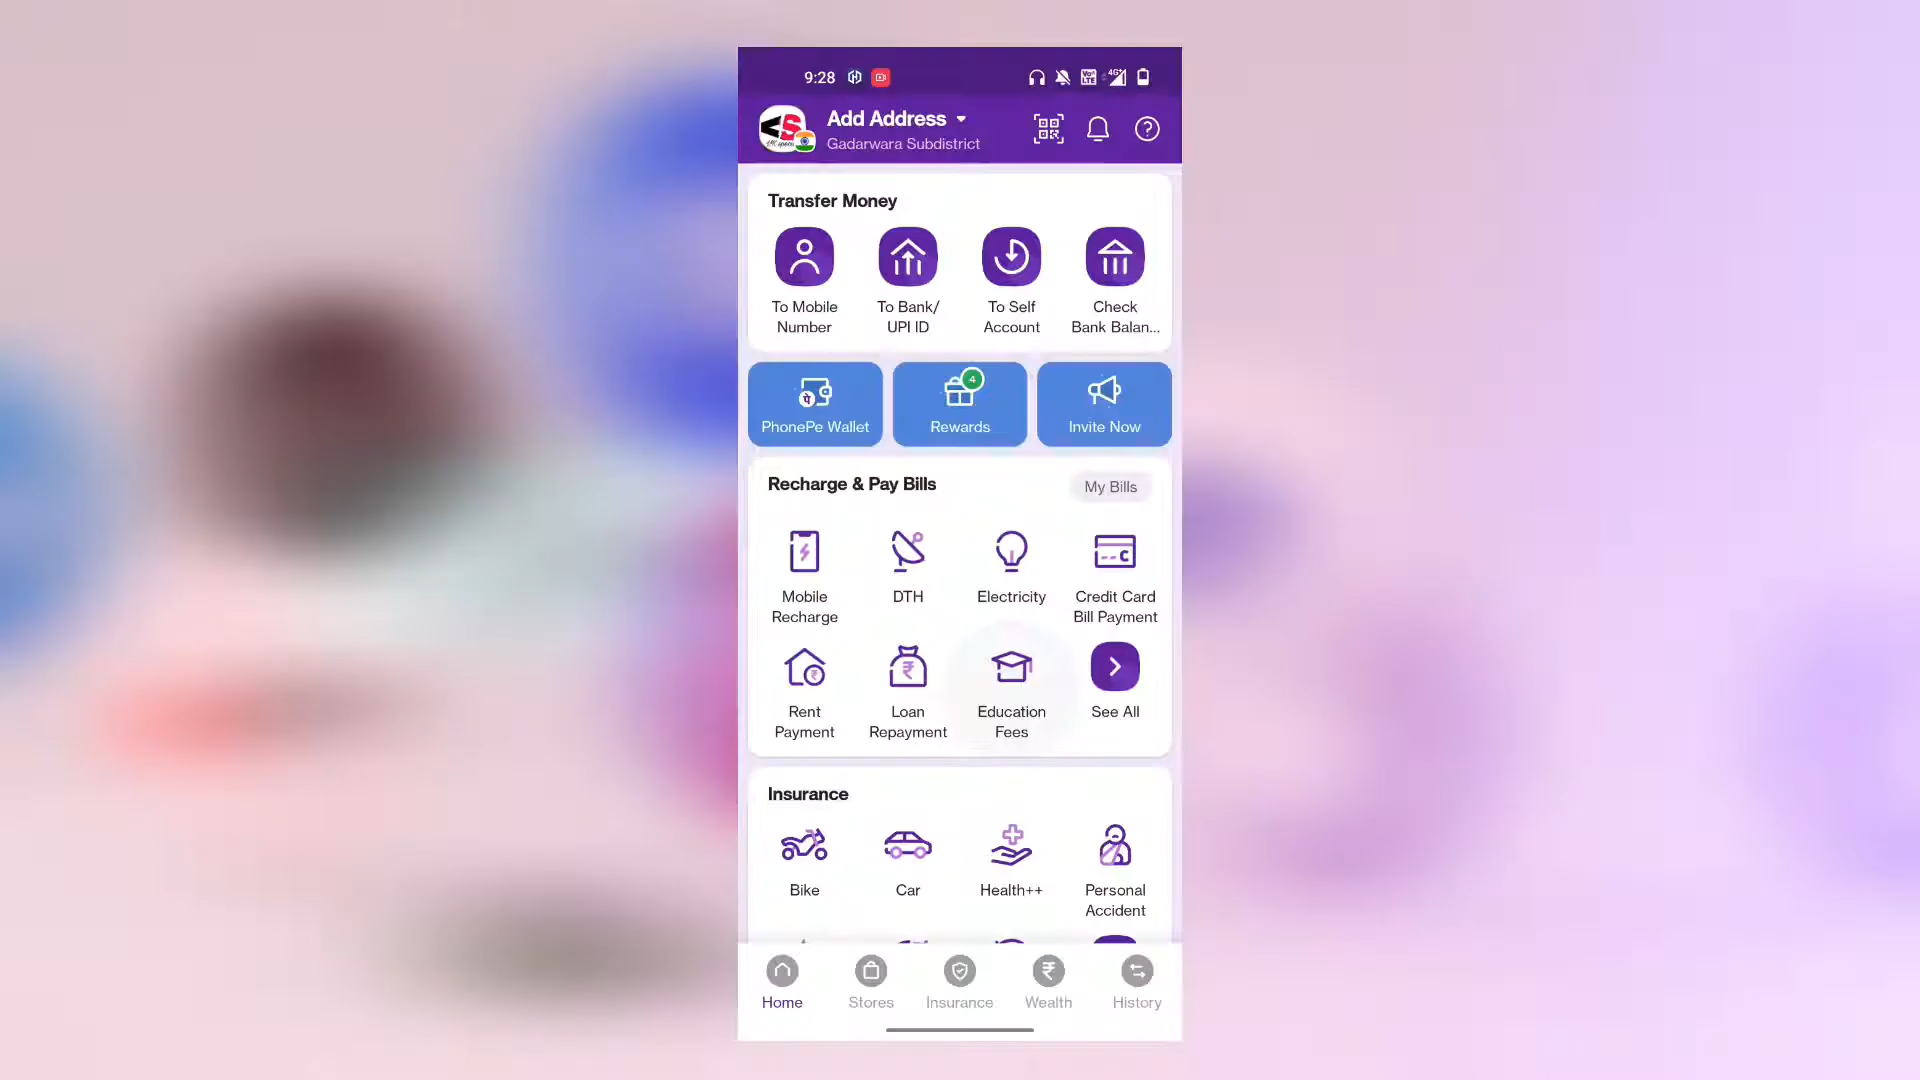 9:28
Add Address
Gadarwara Subdistrict
Transfer Money
To Mobile
Number
To Bank/
UPI ID
To Self
Account
Check
Bank Balan...
4
PhonePe Wallet
Rewards
Invite Now
Recharge & Pay Bills
My Bills
Mobile
Recharge
DTH
Electricity
Credit Card
Bill Payment
Rent
Payment
Loan
Repayment
Education
Fees
See All
Insurance
Bike
Car
Health++
Personal
Accident
Home
Stores
Insurance
Wealth
History